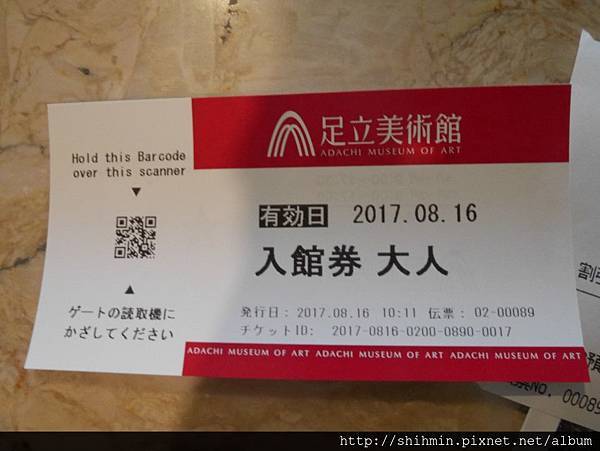 Hold this Barcode
over this scanner
▼
▲
ゲートの読取機に
かざしてください
足立美術館
ADACHI MUSEUM OF ART
有効日 2017.08.16
入館券 大人
発行日: 2017.08.16 10:11 伝票: 02-00089
チケットID: 2017-0816-0200-0890-0017
ADACHI MUSEUM OF ART ADACHI MUSEUM OF ART ADACHI MUSEUM OF ART
割引
No. 00089
http://shihmin.pixnet.net/album